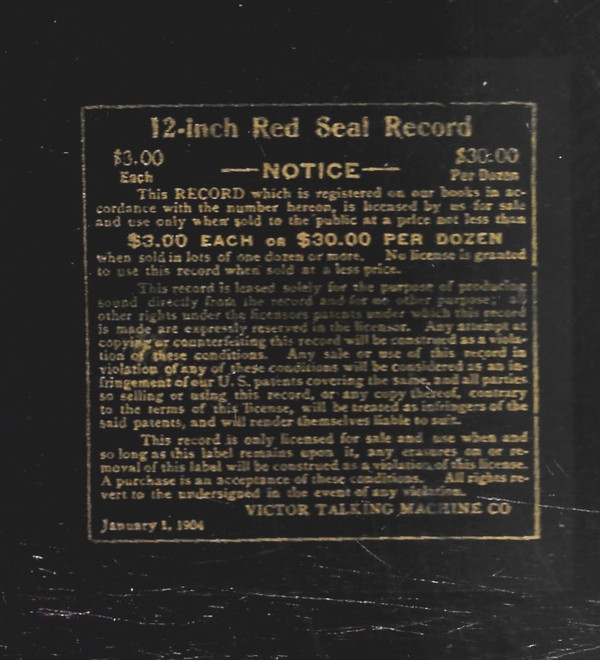 12-inch Red Seal Record
$3.00 Each
—NOTICE—
$30.00 Per Dozen
This RECORD which is registered on our books in ac-
cordance with the number hereon, is licensed by us for sale
and use only when sold to the public at a price not less than
$3.00 EACH OR $30.00 PER DOZEN
when sold in lots of one dozen or more. No license is granted
to use this record when sold at a less price.
This record is leased solely for the purpose of producing
sound directly from the record and for no other purpose; all
other rights under the licensors patents under which this record
is made are expressly reserved in the licensor. Any attempt at
copying or counterfeiting this record will be construed as a viola-
tion of these conditions. Any sale or use of this record in
violation of any of these conditions will be considered as an in-
fringement of our U. S. patents covering the same, and all parties
so selling or using this record, or any copy thereof, contrary
to the terms of this license, will be treated as infringers of the
said patents, and will render themselves liable to suit.
This record is only licensed for sale and use when and
so long as this label remains upon it, any erasures on or re-
moval of this label will be construed as a violation of this license.
A purchase is an acceptance of these conditions. All rights re-
vert to the undersigned in the event of any violation.
VICTOR TALKING MACHINE CO
January 1, 1904